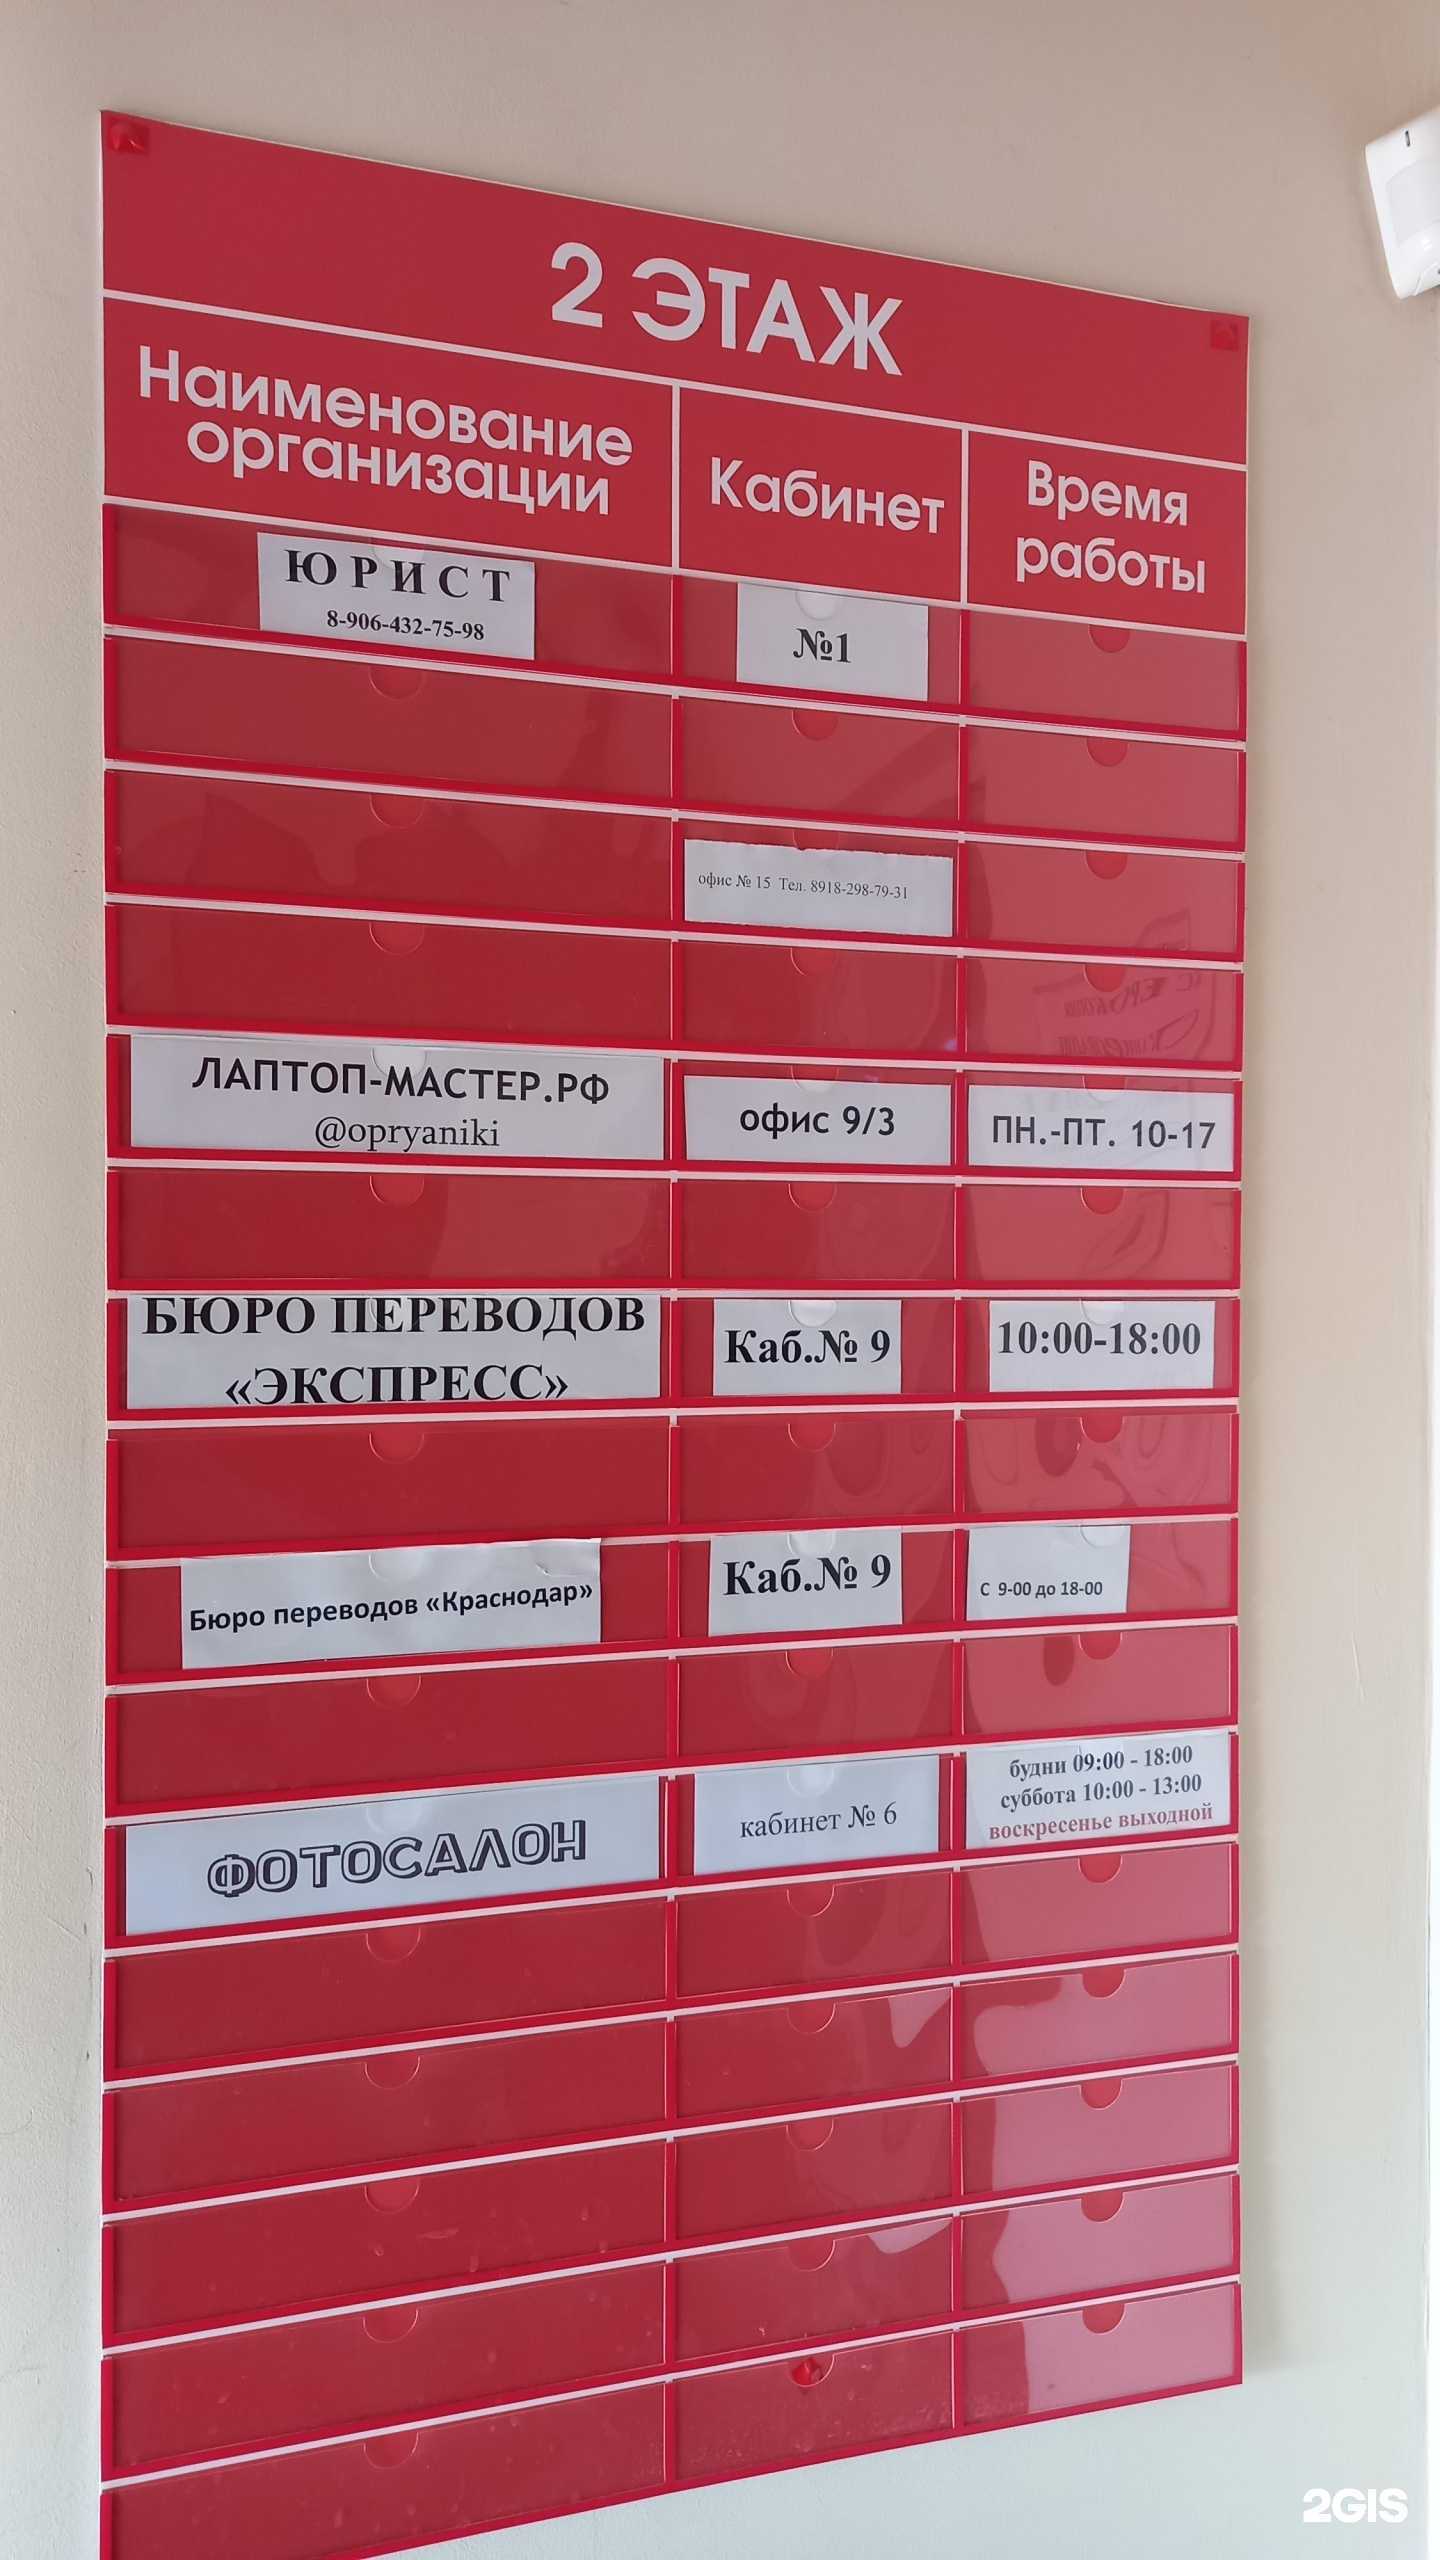 2 ЭТАЖ
Наименование
организации
Кабинет
Время
работы
ЮРИСТ
8-906-432-75-98
№1
офис № 15 Тел. 8918-298-79-31
ЛАПТОП-МАСТЕР.РФ
@opryaniki
офис 9/3
ПН.-ПТ. 10-17
БЮРО ПЕРЕВОДОВ
«ЭКСПРЕСС»
Каб.№ 9
10:00-18:00
Бюро переводов «Краснодар»
Каб.№ 9
С 9-00 до 18-00
ФОТОСАЛОН
кабинет № 6
будни 09:00 - 18:00
суббота 10:00 - 13:00
воскресенье выходной
2GIS